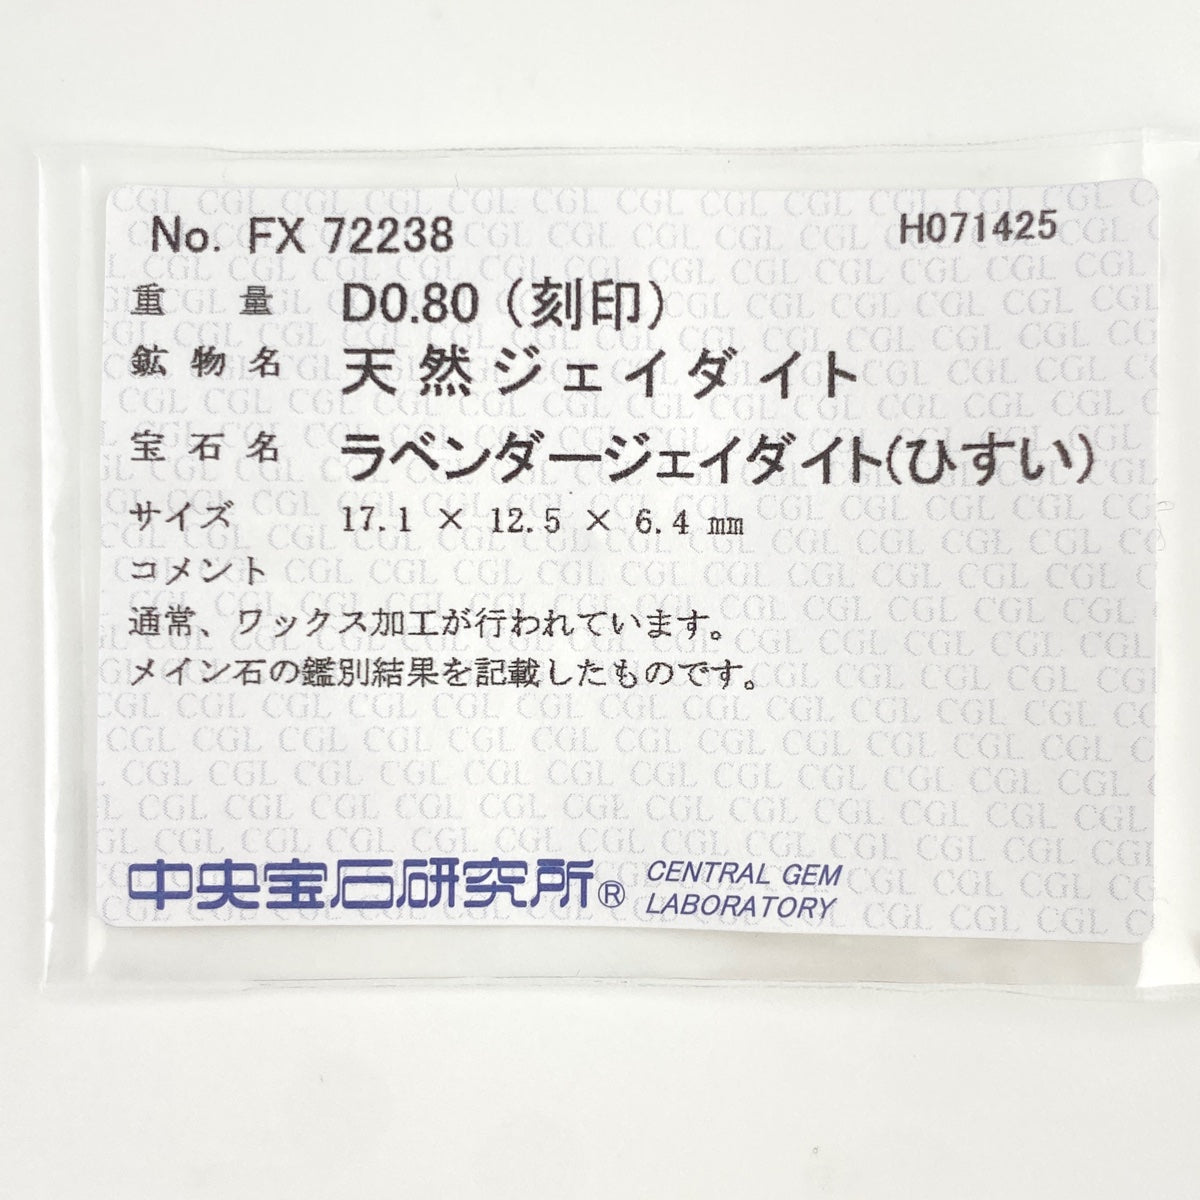 No. FX 72238 H071425
重量 D0.80（刻印）
鉱物名 天然ジェイダイト
宝石名 ラベンダージェイダイト(ひすい)
サイズ 17.1 × 12.5 × 6.4 mm
コメント
通常、ワックス加工が行われています。
メイン石の鑑別結果を記載したものです。
中央宝石研究所® CENTRAL GEM
LABORATORY